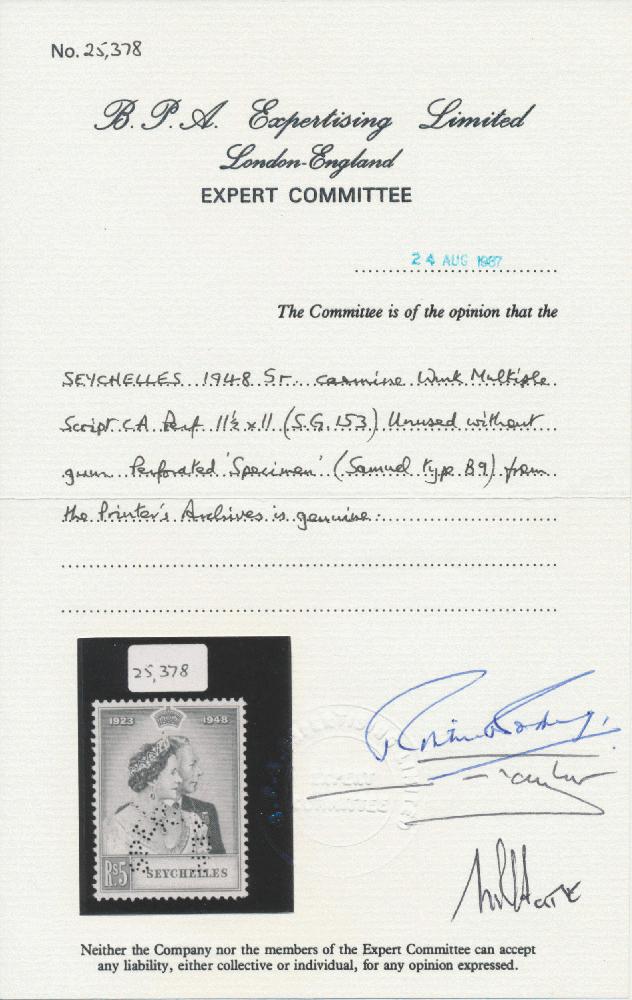 No. 25,378
B. P. A. Expertising Limited
London-England
EXPERT COMMITTEE
24 AUG 1987
The Committee is of the opinion that the
SEYCHELLES 1948 5r. carmine Wmk Multiple
Script CA Perf 11½ x 11 (S.G. 153) Unused without
gum Perforated 'Specimen' (Samuel type B9) from
the Printer's Archives is genuine.
25,378
1923 1948
Rs5 SEYCHELLES
EXPERT
COMMITTEE
Neither the Company nor the members of the Expert Committee can accept
any liability, either collective or individual, for any opinion expressed.